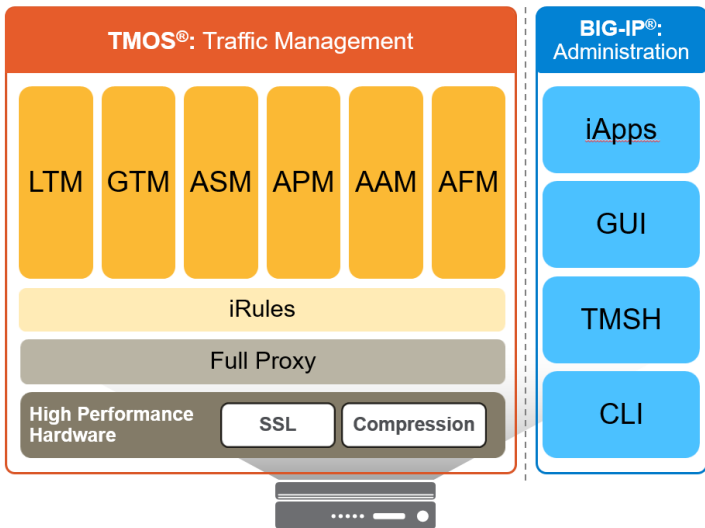 TMOS®: Traffic Management
LTM
GTM
ASM
APM
AAM
AFM
iRules
Full Proxy
High Performance
Hardware
SSL
Compression
BIG-IP®:
Administration
iApps
GUI
TMSH
CLI